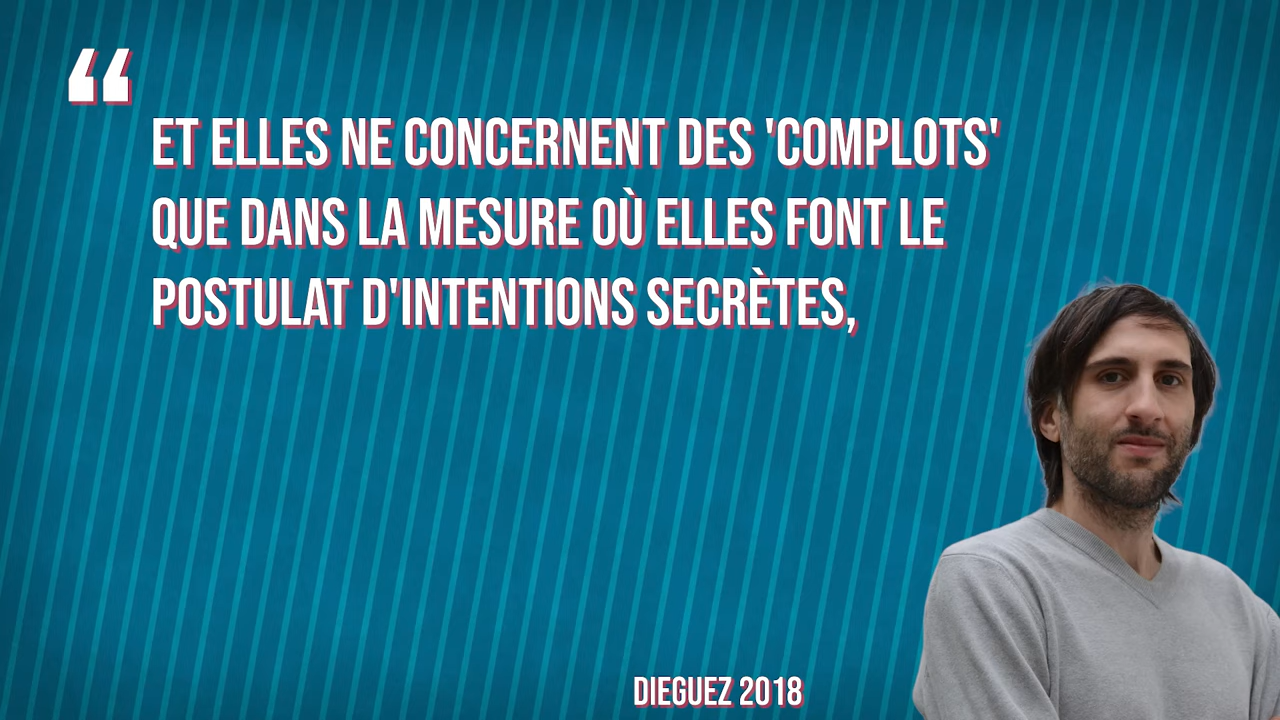 “
ET ELLES NE CONCERNENT DES 'COMPLOTS'
QUE DANS LA MESURE OÙ ELLES FONT LE
POSTULAT D'INTENTIONS SECRÈTES,
DIEGUEZ 2018